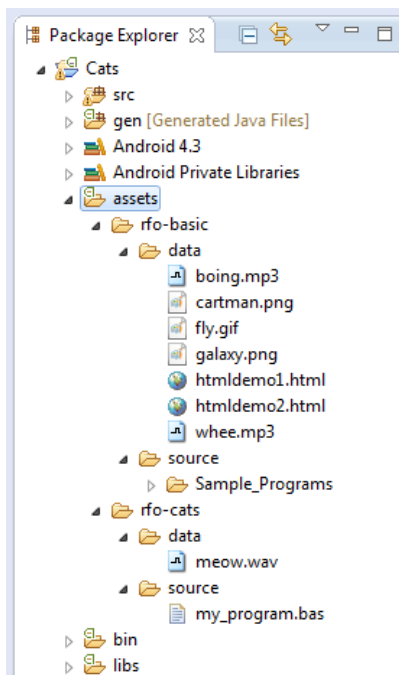 Package Explorer
Cats
src
gen [Generated Java Files]
Android 4.3
Android Private Libraries
assets
rfo-basic
data
boing.mp3
cartman.png
fly.gif
galaxy.png
htmldemo1.html
htmldemo2.html
whee.mp3
source
Sample_Programs
rfo-cats
data
meow.wav
source
my_program.bas
bin
libs